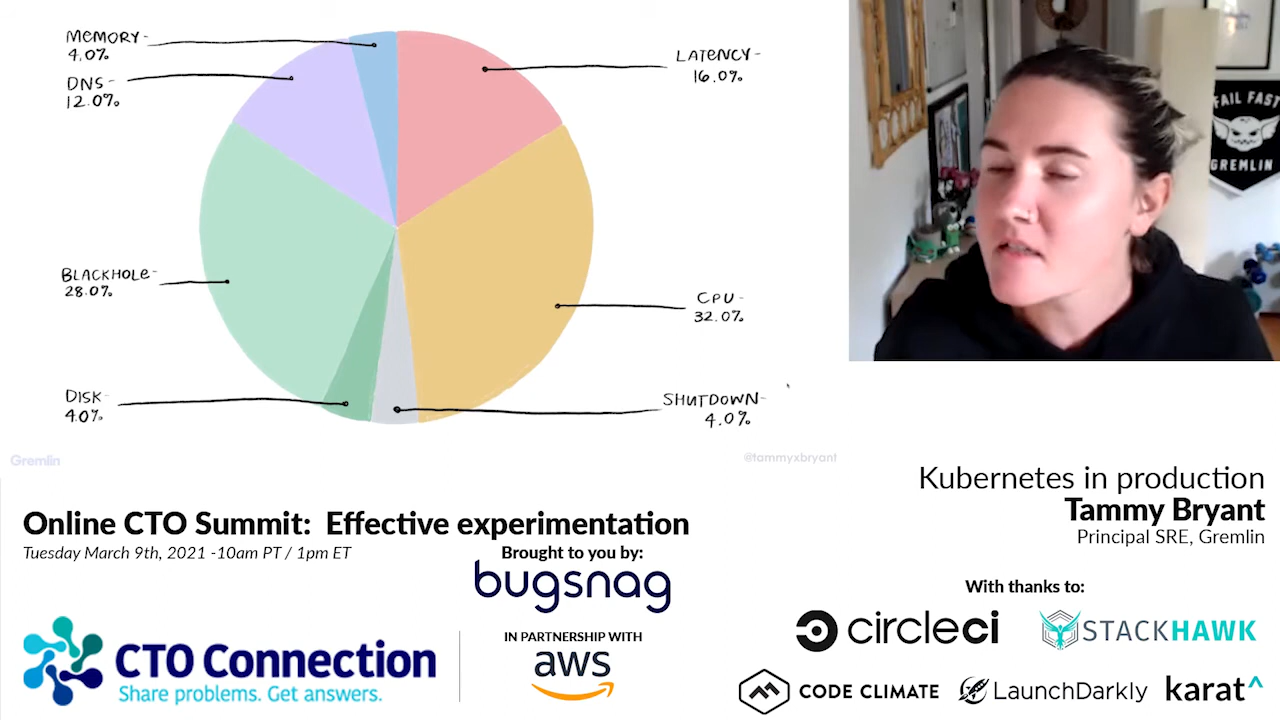 MEMORY-
4.0%
DNS-
12.0%
BLACKHOLE-
28.0%
DISK-
4.0%
LATENCY-
16.0%
CPU-
32.0%
SHUTDOWN-
4.0%
Gremlin
@tammyxbryant
FAIL FAST
GREMLIN
Online CTO Summit: Effective experimentation
Tuesday March 9th, 2021 -10am PT / 1pm ET
Brought to you by:
bugsnag
CTO Connection
Share problems. Get answers.
IN PARTNERSHIP WITH
aws
Kubernetes in production
Tammy Bryant
Principal SRE, Gremlin
With thanks to:
circleci
STACKHAWK
CODE CLIMATE
LaunchDarkly
karat^